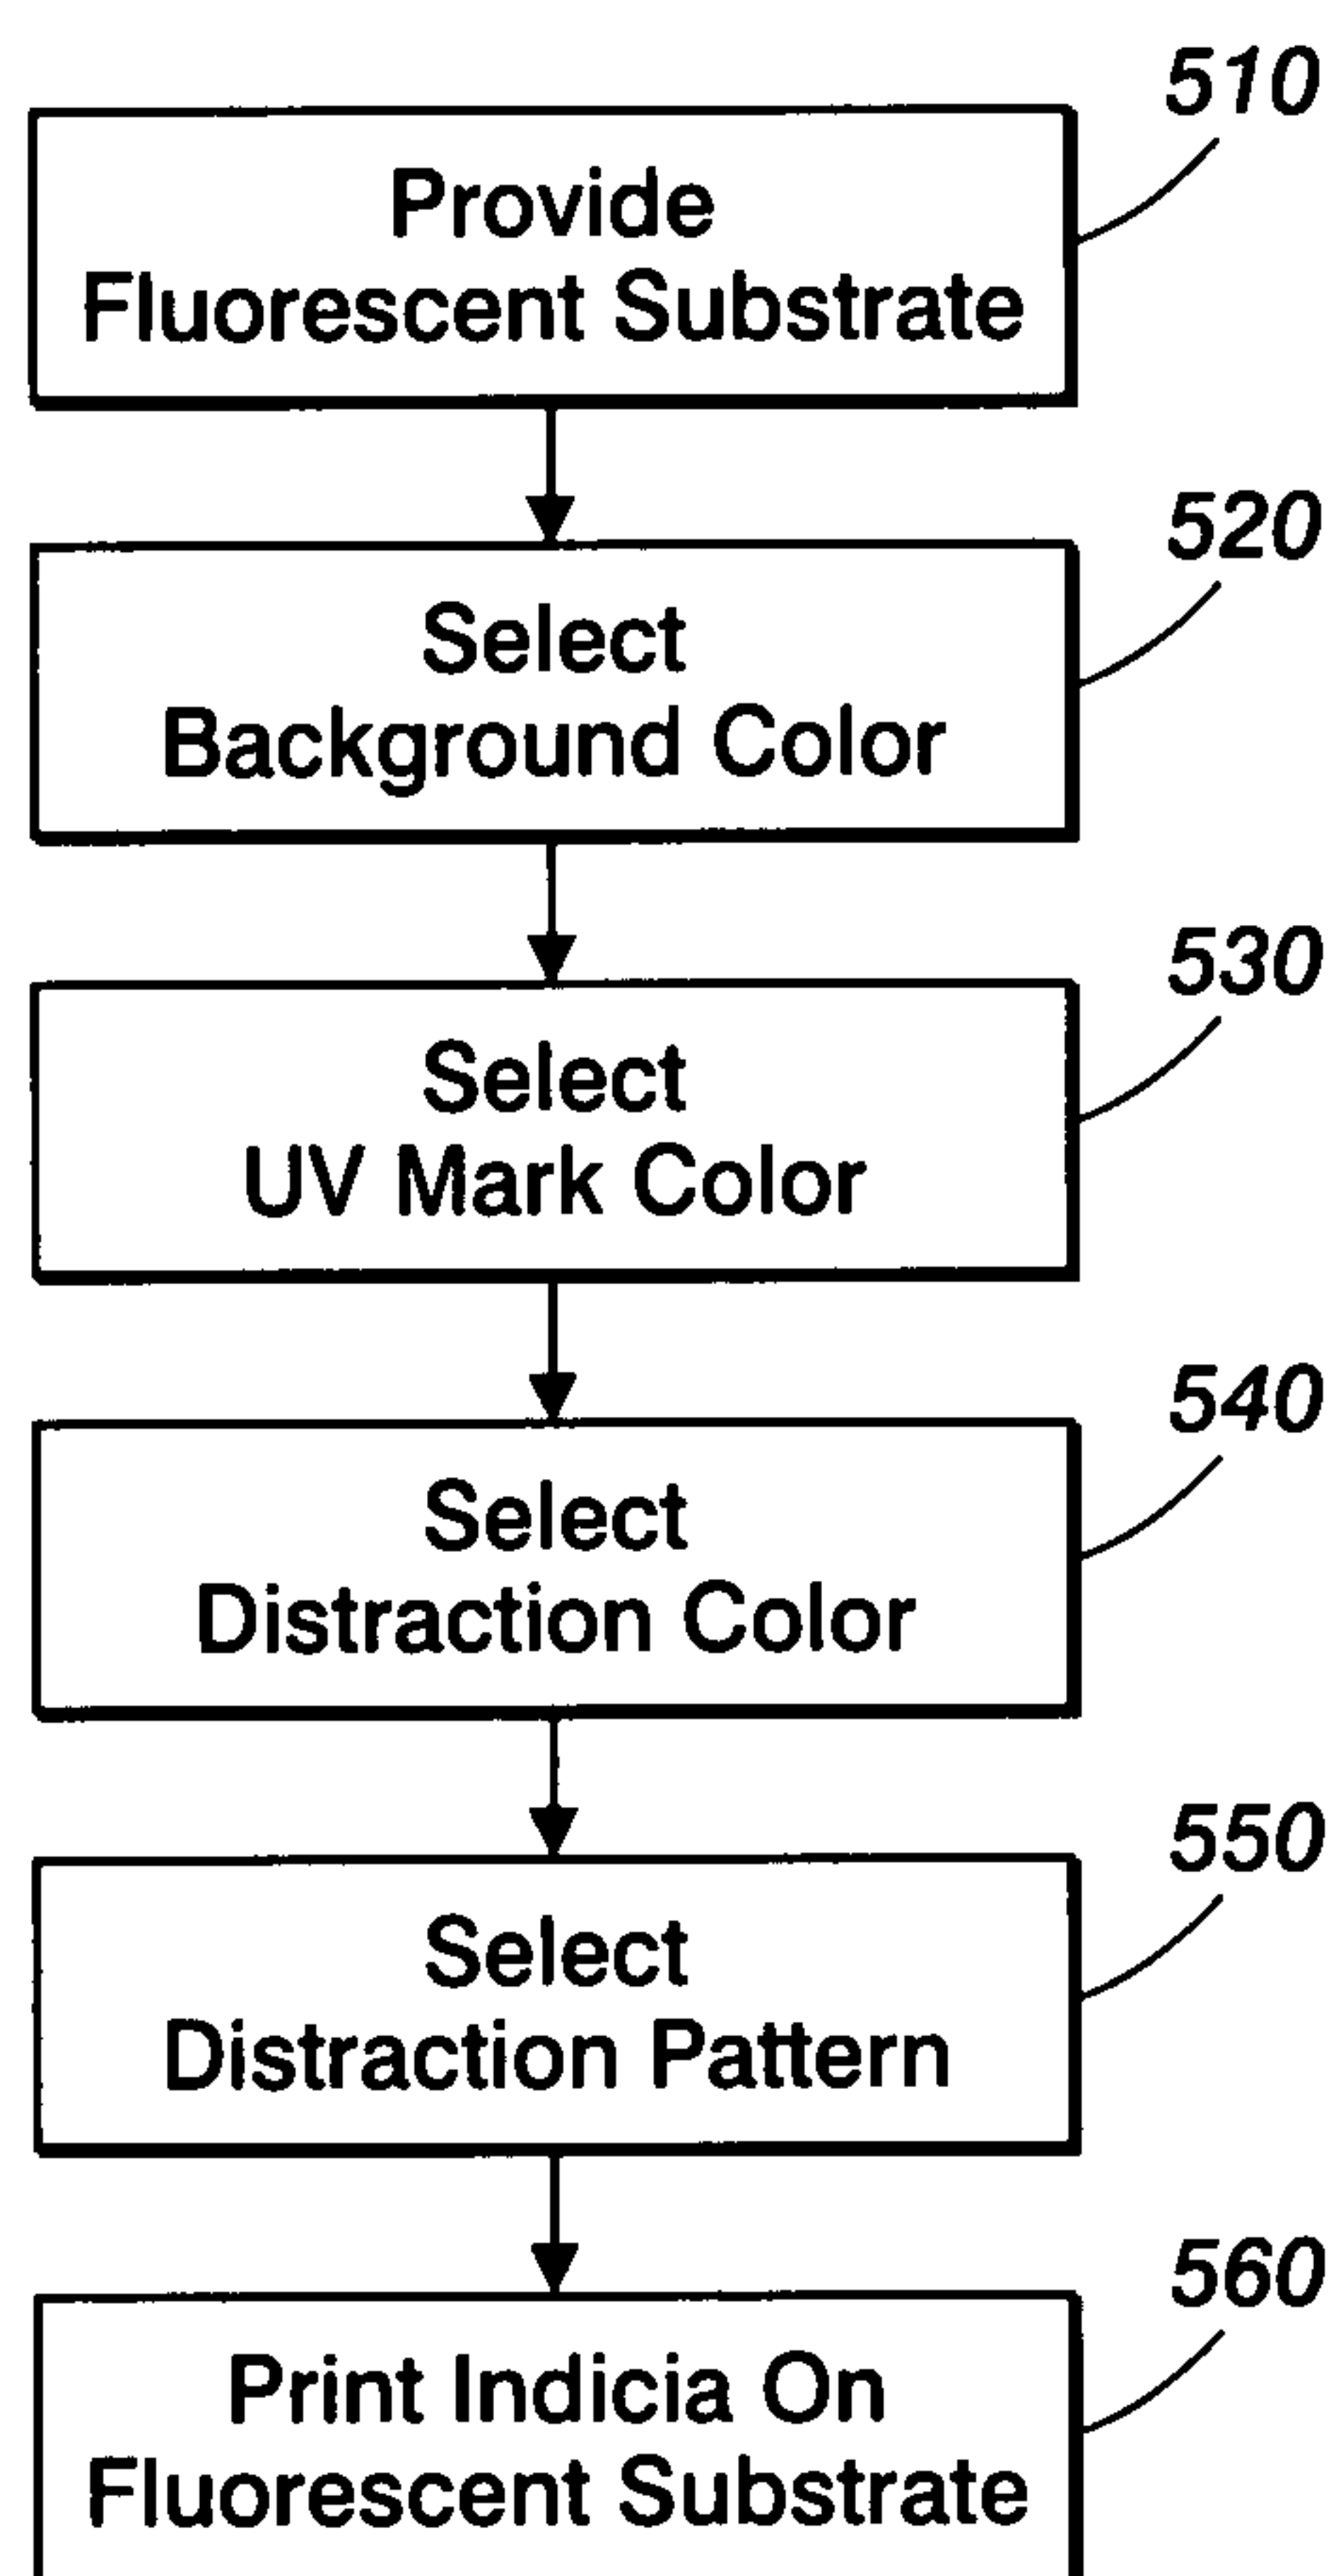 510
Provide
Fluorescent Substrate
520
Select
Background Color
530
Select
UV Mark Color
540
Select
Distraction Color
550
Select
Distraction Pattern
560
Print Indicia On
Fluorescent Substrate